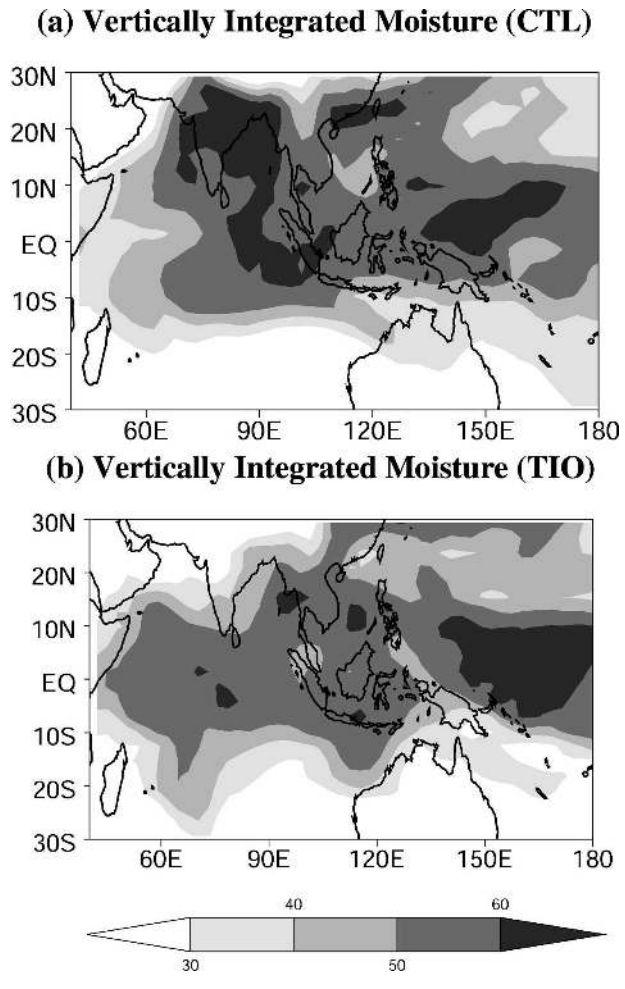 (a) Vertically Integrated Moisture (CTL)
30N
20N
10N
EQ
10S
20S
30S
60E 90E 120E 150E 180
(b) Vertically Integrated Moisture (TIO)
30N
20N
10N
EQ
10S
20S
30S
60E 90E 120E 150E 180
40 60
30 50